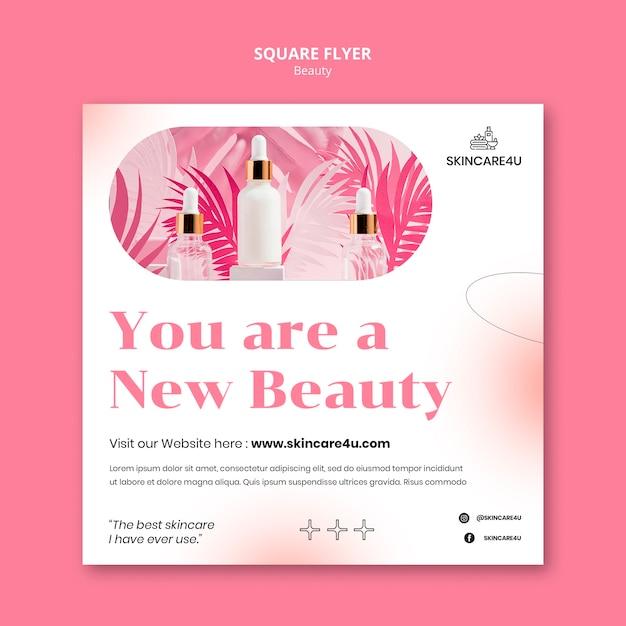 SQUARE FLYER
Beauty
SKINCARE4U
You are a
New Beauty
Visit our Website here : www.skincare4u.com
Lorem ipsum dolor sit amet, consectetur adipiscing elit, sed do eiusmod tempor incididunt
ut labore et dolore magna aliqua. Quis ipsum suspendisse ultrices gravida. Risus commodo
"The best skincare
I have ever use."
@SKINCARE4U
SKINCARE4U